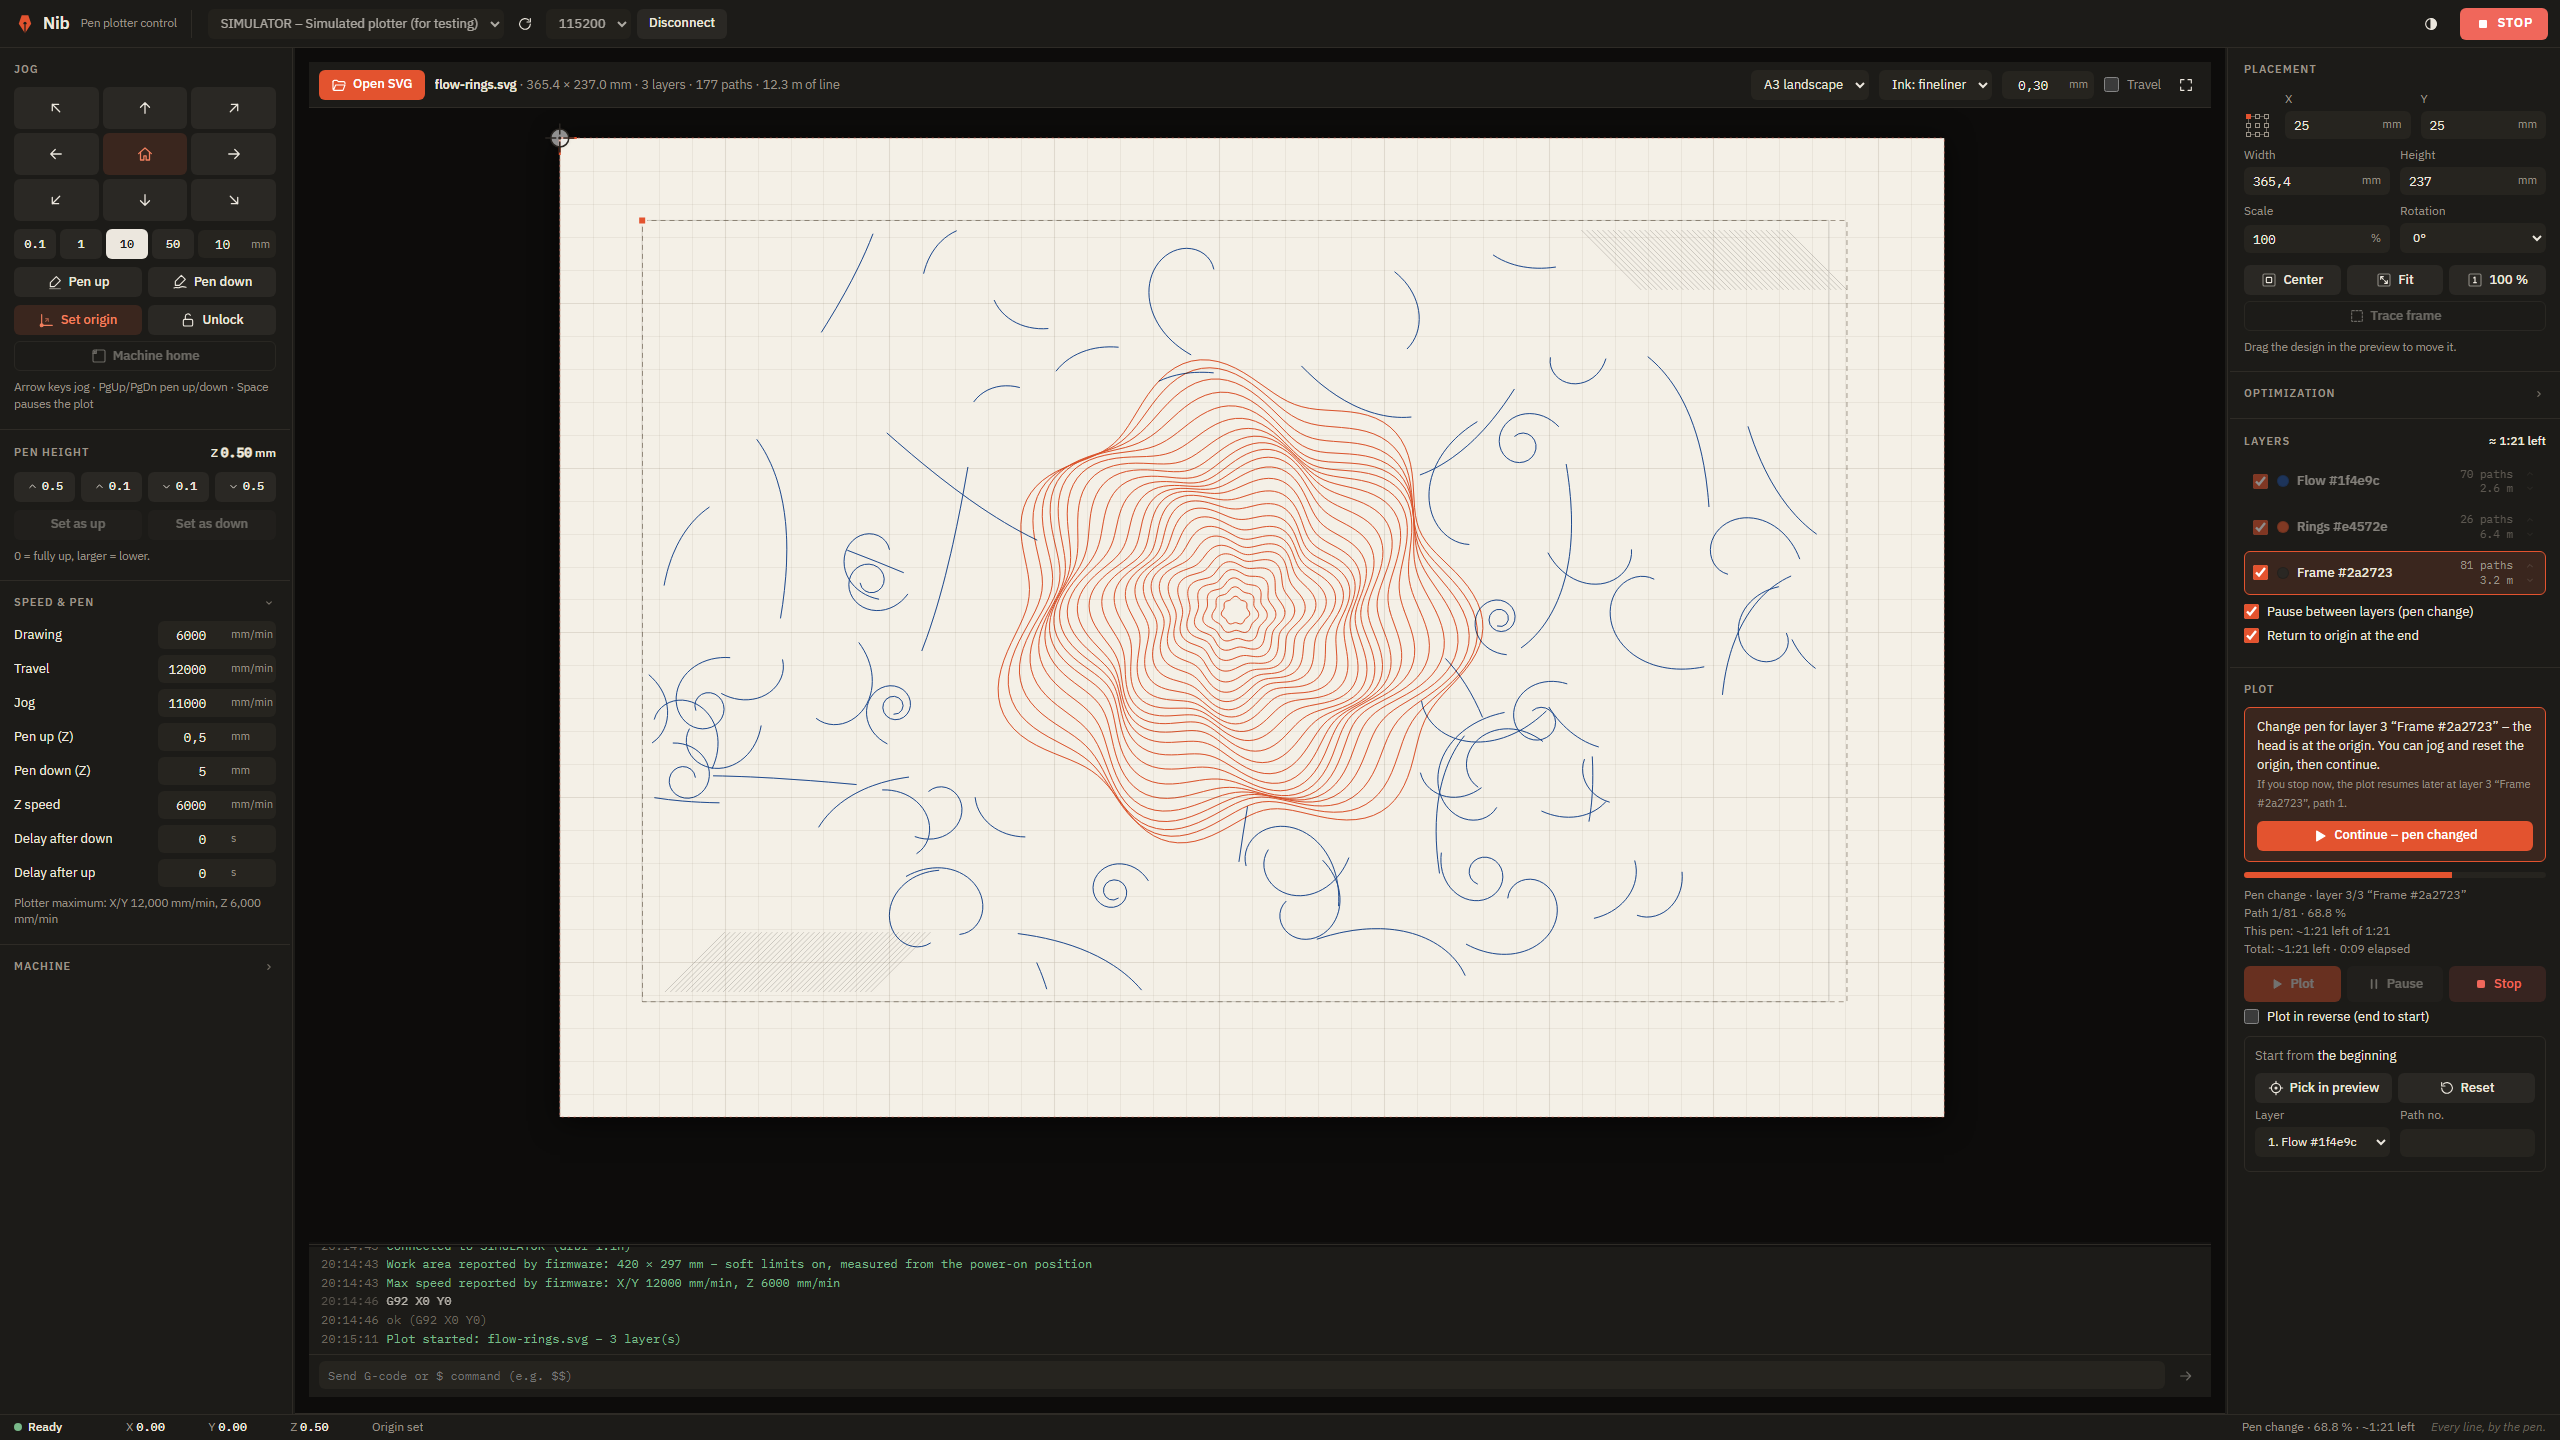 Nib Pen plotter control SIMULATOR – Simulated plotter (for testing) 115200 Disconnect STOP
JOG
0.1 1 10 50 10 mm
Pen up Pen down
Set origin Unlock
Machine home
Arrow keys jog · PgUp/PgDn pen up/down · Space
pauses the plot
PEN HEIGHT Z 0.50 mm
0.5 0.1 0.1 0.5
Set as up Set as down
0 = fully up, larger = lower.
SPEED & PEN
Drawing 6000 mm/min
Travel 12000 mm/min
Jog 11000 mm/min
Pen up (Z) 0,5 mm
Pen down (Z) 5 mm
Z speed 6000 mm/min
Delay after down 0 s
Delay after up 0 s
Plotter maximum: X/Y 12,000 mm/min, Z 6,000
mm/min
MACHINE
Open SVG flow-rings.svg · 365.4 × 237.0 mm · 3 layers · 177 paths · 12.3 m of line A3 landscape Ink: fineliner 0,30 mm Travel
20:14:43 Connected to SIMULATOR (Grbl 1.1h)
20:14:43 Work area reported by firmware: 420 × 297 mm – soft limits on, measured from the power-on position
20:14:43 Max speed reported by firmware: X/Y 12000 mm/min, Z 6000 mm/min
20:14:46 G92 X0 Y0
20:14:46 ok (G92 X0 Y0)
20:15:11 Plot started: flow-rings.svg – 3 layer(s)
Send G-code or $ command (e.g. $$)
PLACEMENT
X Y
25 mm 25 mm
Width Height
365,4 mm 237 mm
Scale Rotation
100 % 0°
Center Fit 1 100 %
Trace frame
Drag the design in the preview to move it.
OPTIMIZATION
LAYERS ≈ 1:21 left
Flow #1f4e9c 70 paths
2.6 m
Rings #e4572e 26 paths
6.4 m
Frame #2a2723 81 paths
3.2 m
Pause between layers (pen change)
Return to origin at the end
PLOT
Change pen for layer 3 “Frame #2a2723” – the
head is at the origin. You can jog and reset the
origin, then continue.
If you stop now, the plot resumes later at layer 3 “Frame
#2a2723”, path 1.
Continue – pen changed
Pen change · layer 3/3 “Frame #2a2723”
Path 1/81 · 68.8 %
This pen: ~1:21 left of 1:21
Total: ~1:21 left · 0:09 elapsed
Plot Pause Stop
Plot in reverse (end to start)
Start from the beginning
Pick in preview Reset
Layer Path no.
1. Flow #1f4e9c
Ready X 0.00 Y 0.00 Z 0.50 Origin set Pen change · 68.8 % · ~1:21 left Every line, by the pen.